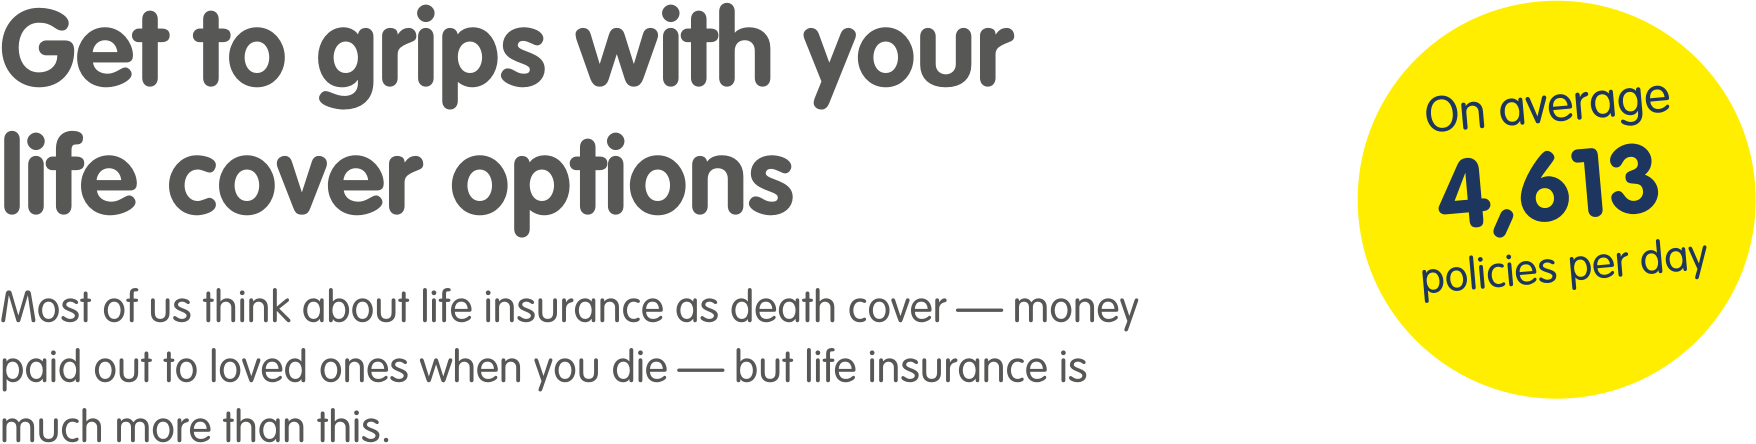 Get to grips with your
life cover options
Most of us think about life insurance as death cover — money
paid out to loved ones when you die — but life insurance is
much more than this.
On average
4,613
policies per day